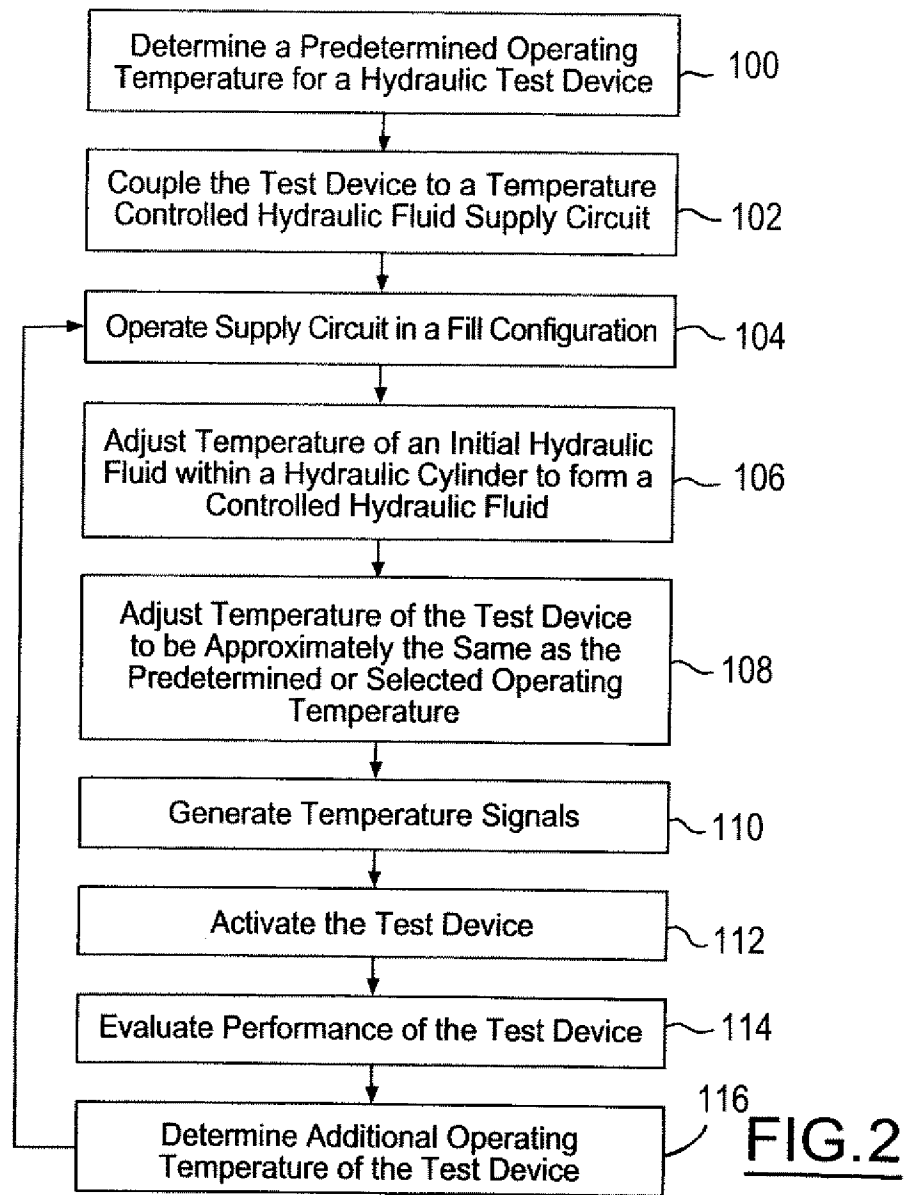 Determine a Predetermined Operating
Temperature for a Hydraulic Test Device
100
Couple the Test Device to a Temperature
Controlled Hydraulic Fluid Supply Circuit
102
Operate Supply Circuit in a Fill Configuration
104
Adjust Temperature of an Initial Hydraulic
Fluid within a Hydraulic Cylinder to form a
Controlled Hydraulic Fluid
106
Adjust Temperature of the Test Device
to be Approximately the Same as the
Predetermined or Selected Operating
Temperature
108
Generate Temperature Signals
110
Activate the Test Device
112
Evaluate Performance of the Test Device
114
Determine Additional Operating
Temperature of the Test Device
116
FIG.2